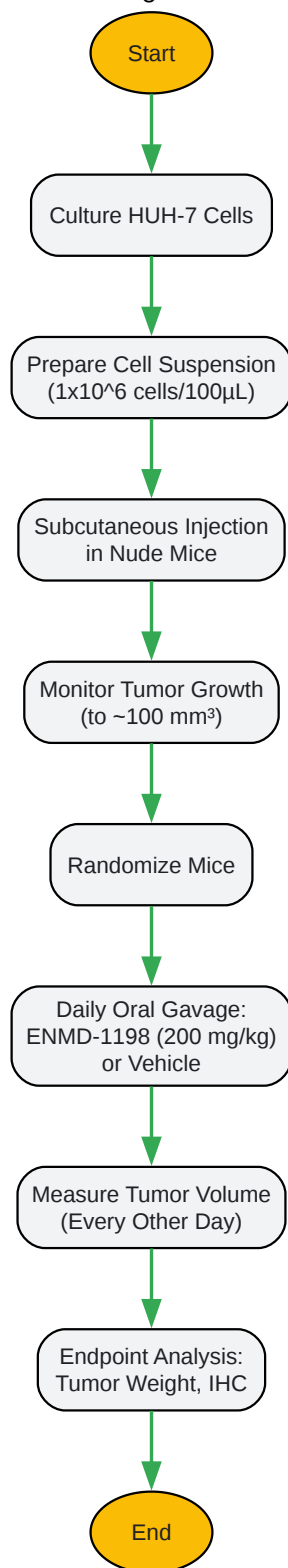 Start
Culture HUH-7 Cells
Prepare Cell Suspension
(1x10^6 cells/100µL)
Subcutaneous Injection
in Nude Mice
Monitor Tumor Growth
(to ~100 mm³)
Randomize Mice
Daily Oral Gavage:
ENMD-1198 (200 mg/kg)
or Vehicle
Measure Tumor Volume
(Every Other Day)
Endpoint Analysis:
Tumor Weight, IHC
End